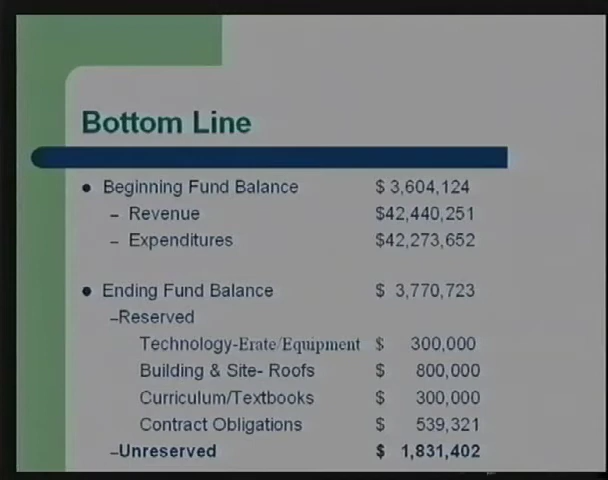 Bottom Line
● Beginning Fund Balance $ 3,604,124
– Revenue $42,440,251
– Expenditures $42,273,652
● Ending Fund Balance $ 3,770,723
–Reserved
Technology-Erate/Equipment $ 300,000
Building & Site- Roofs $ 800,000
Curriculum/Textbooks $ 300,000
Contract Obligations $ 539,321
–Unreserved $ 1,831,402